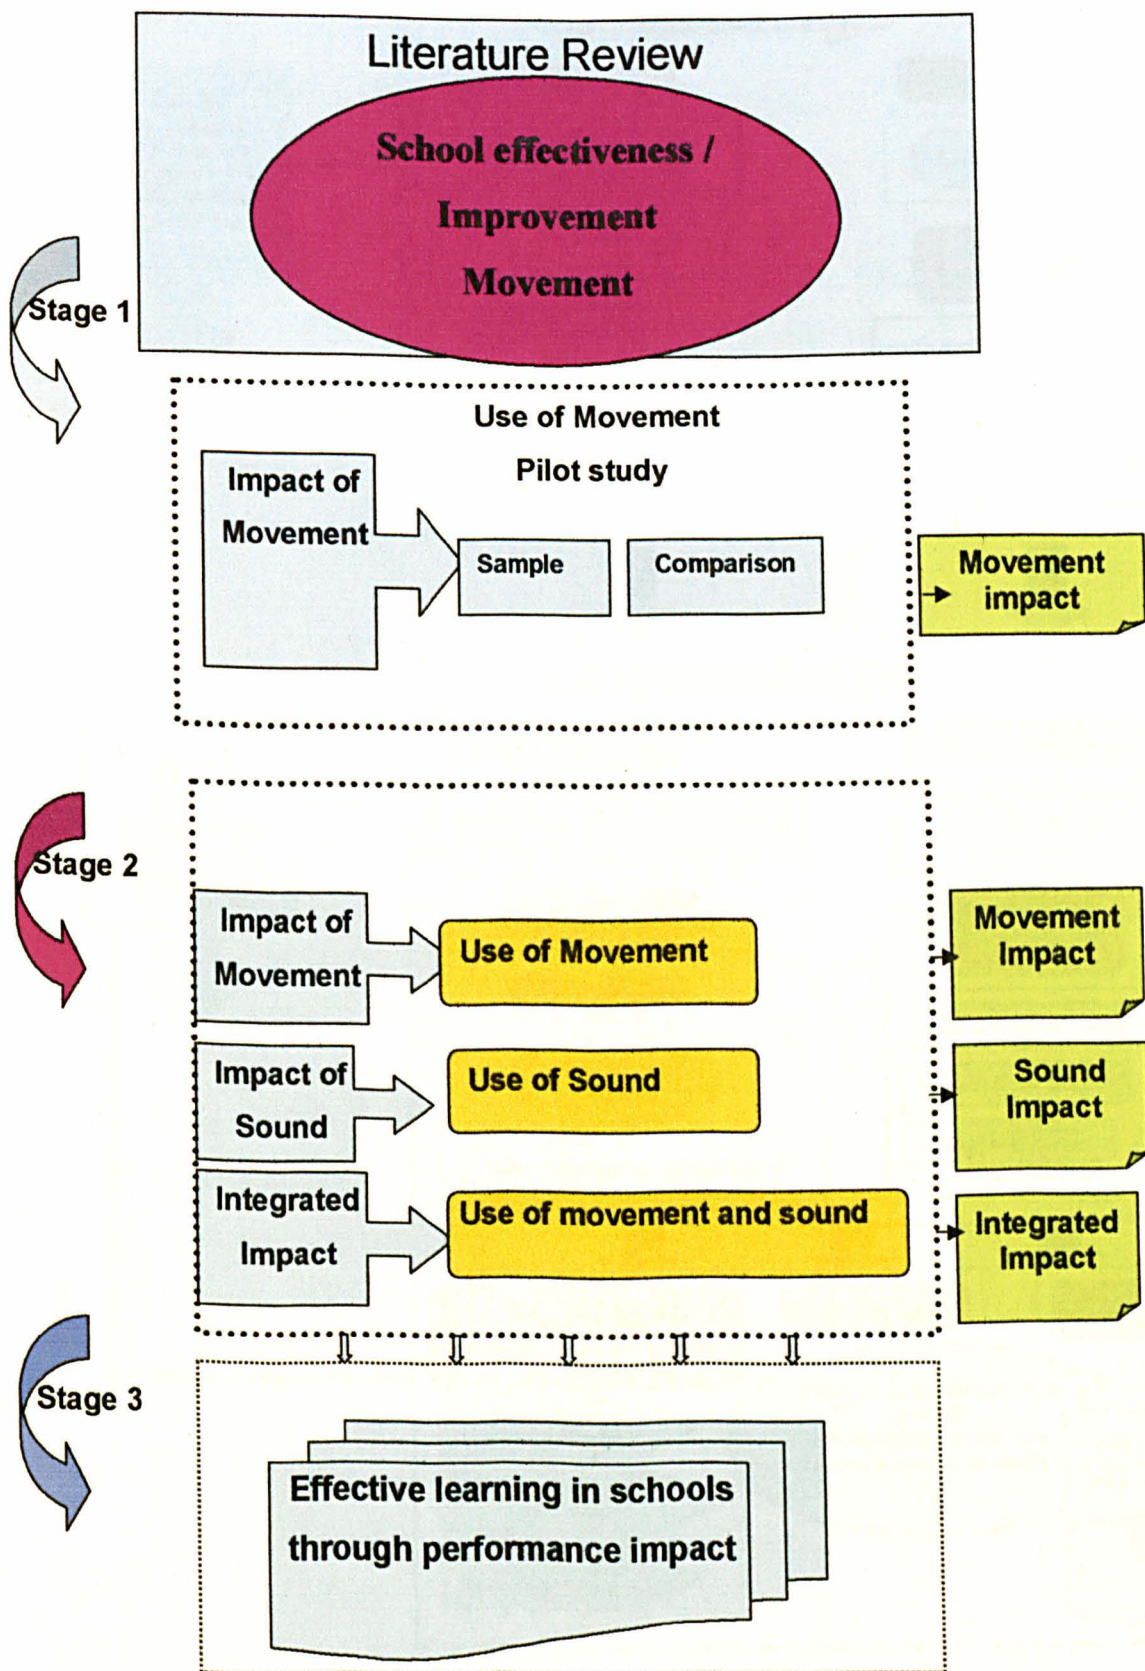 Literature Review
School effectiveness /
Improvement
Movement
Stage 1
Use of Movement
Pilot study
Impact of
Movement
Sample
Comparison
Movement
impact
Stage 2
Impact of
Movement
Use of Movement
Movement
Impact
Impact of
Sound
Use of Sound
Sound
Impact
Integrated
Impact
Use of movement and sound
Integrated
Impact
Stage 3
Effective learning in schools
through performance impact